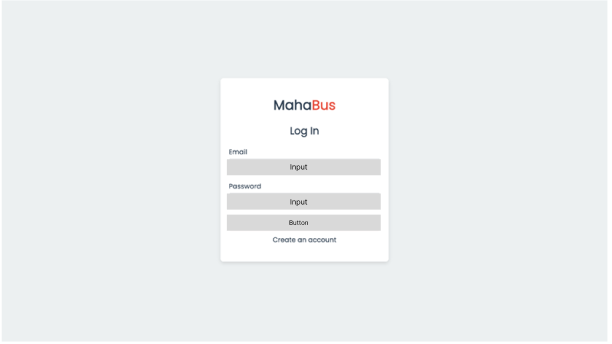 MahaBus
Log In
Email
Input
Password
Input
Button
Create an account